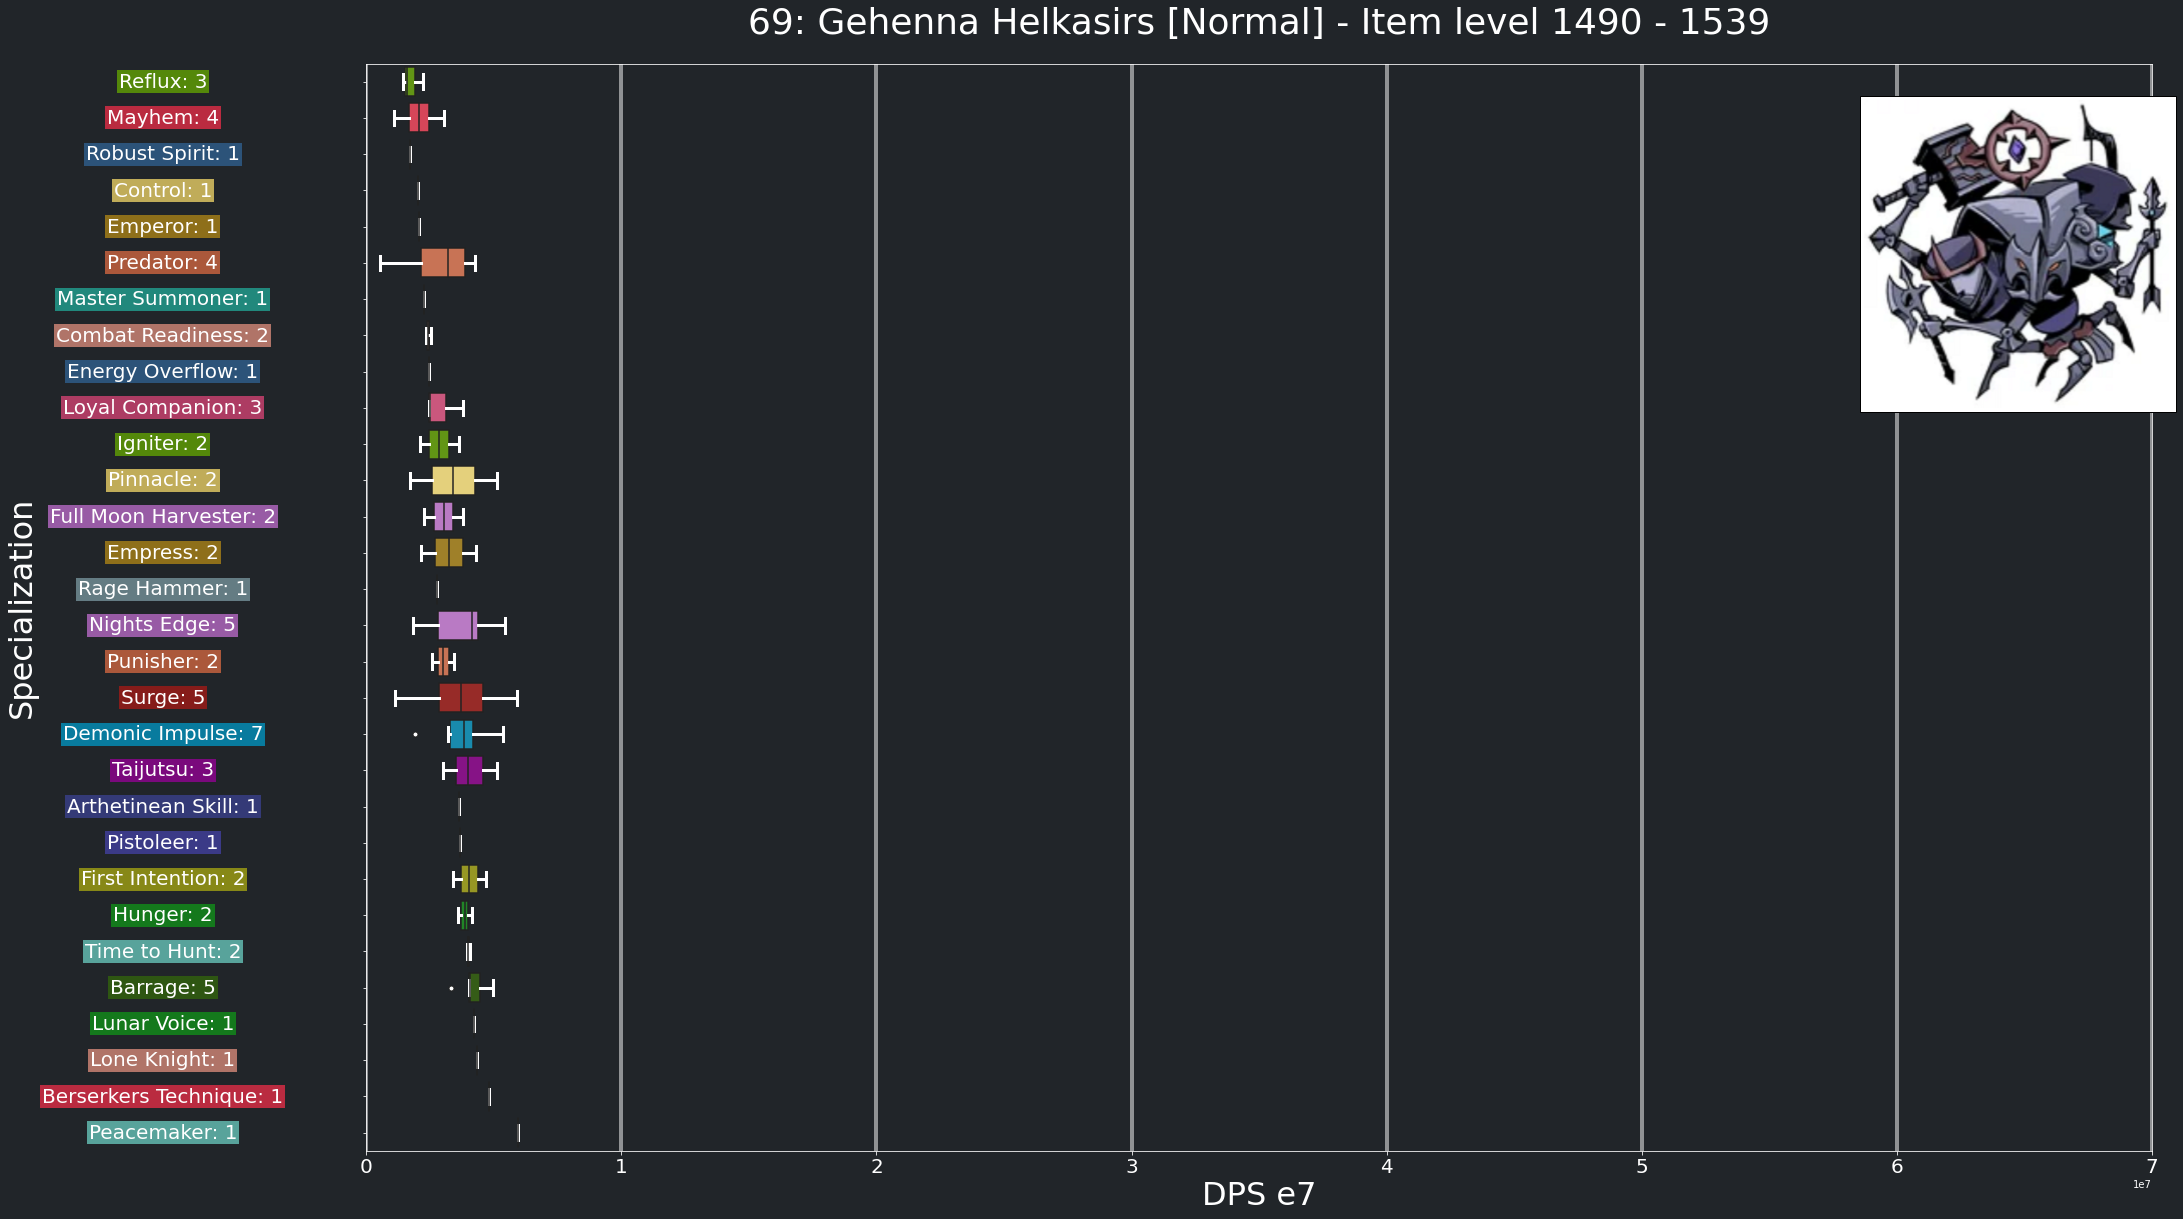 69: Gehenna Helkasirs [Normal] - Item level 1490 - 1539
Specialization
Reflux: 3
Mayhem: 4
Robust Spirit: 1
Control: 1
Emperor: 1
Predator: 4
Master Summoner: 1
Combat Readiness: 2
Energy Overflow: 1
Loyal Companion: 3
Igniter: 2
Pinnacle: 2
Full Moon Harvester: 2
Empress: 2
Rage Hammer: 1
Nights Edge: 5
Punisher: 2
Surge: 5
Demonic Impulse: 7
Taijutsu: 3
Arthetinean Skill: 1
Pistoleer: 1
First Intention: 2
Hunger: 2
Time to Hunt: 2
Barrage: 5
Lunar Voice: 1
Lone Knight: 1
Berserkers Technique: 1
Peacemaker: 1
0 1 2 3 4 5 6 7
1e7
DPS e7